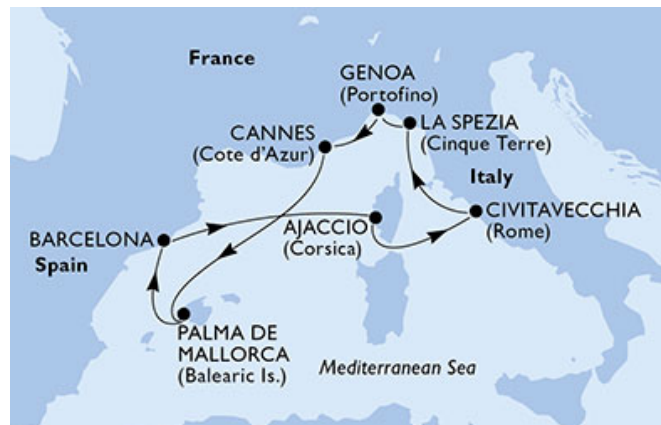 France
GENOA
(Portofino)
LA SPEZIA
(Cinque Terre)
CANNES
(Cote d'Azur)
Italy
CIVITAVECCHIA
(Rome)
AJACCIO
(Corsica)
BARCELONA
Spain
PALMA DE
MALLORCA
(Balearic Is.)
Mediterranean Sea